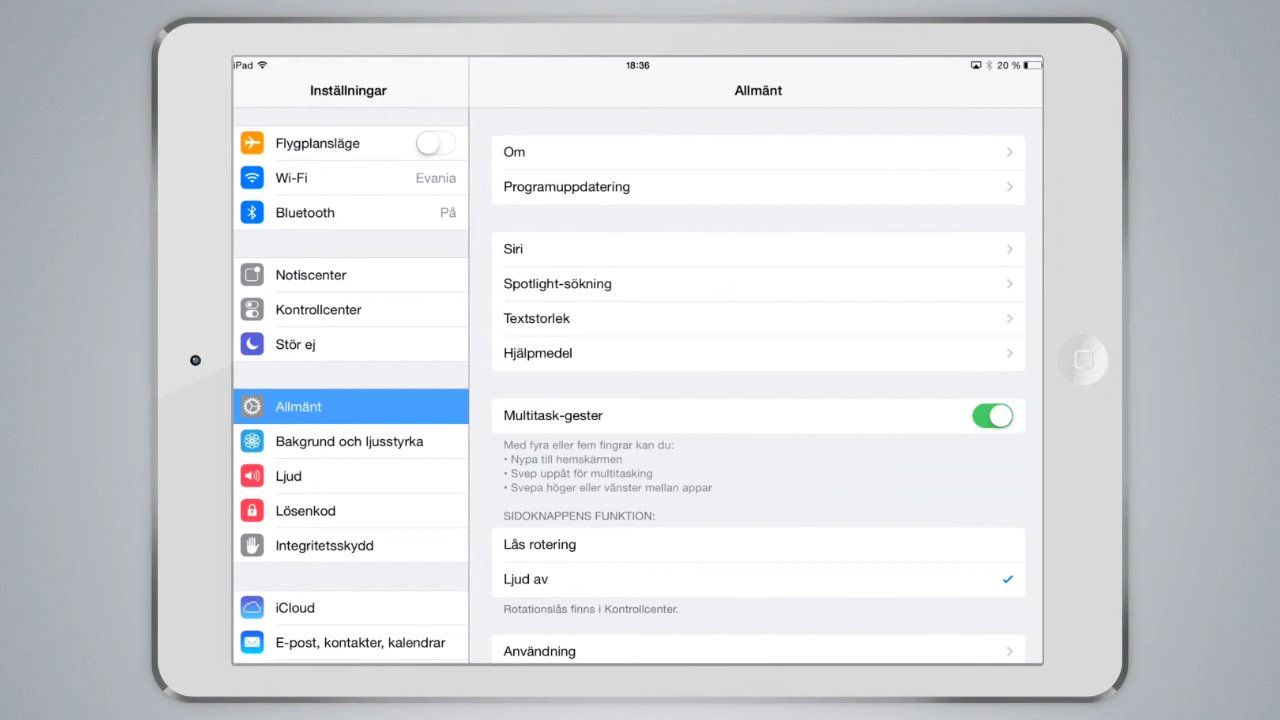 iPad
18:36
20 %
Inställningar
Flygplansläge
Wi-Fi Evania
Bluetooth På
Notiscenter
Kontrollcenter
Stör ej
Allmänt
Bakgrund och ljusstyrka
Ljud
Lösenkod
Integritetsskydd
iCloud
E-post, kontakter, kalendrar
Allmänt
Om
Programuppdatering
Siri
Spotlight-sökning
Textstorlek
Hjälpmedel
Multitask-gester
Med fyra eller fem fingrar kan du:
• Nypa till hemskärmen
• Svep uppåt för multitasking
• Svepa höger eller vänster mellan appar
SIDOKNAPPENS FUNKTION:
Lås rotering
Ljud av
Rotationslås finns i Kontrollcenter.
Användning